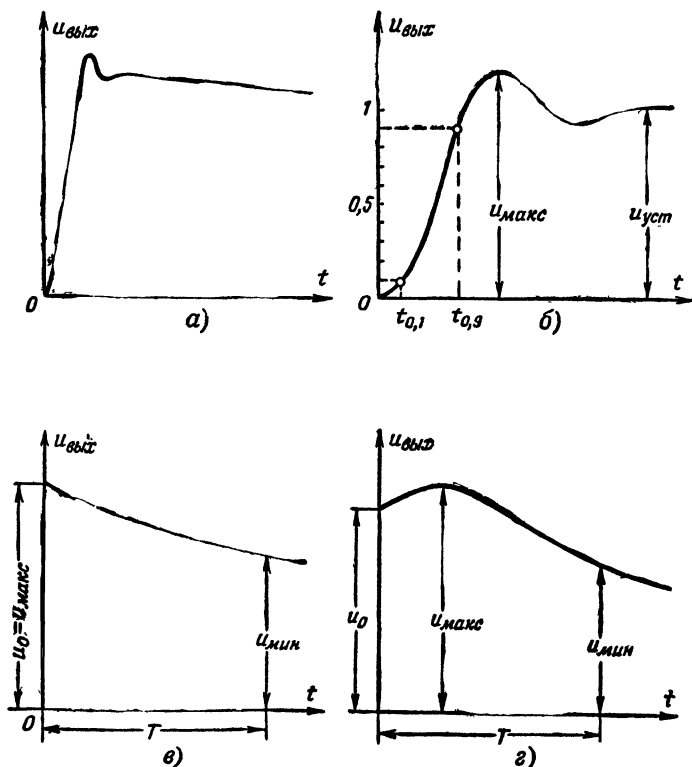 uвых
0
t
а)
uвых
1
0,5
0
uмакс
uуст
t
t0,1
t0,9
б)
uвых
u0=uмакс
uмин
0
t
T
в)
uвых
u0
uмакс
uмин
t
T
г)